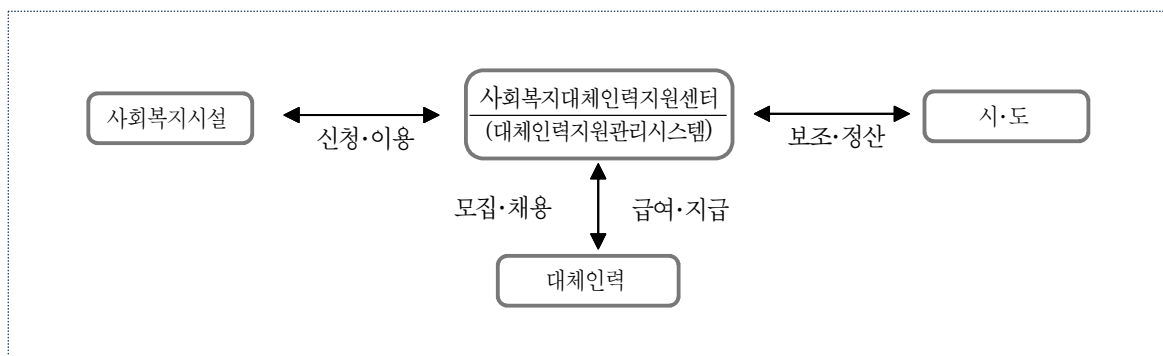 사회복지시설
신청·이용
사회복지대체인력지원센터
(대체인력지원관리시스템)
보조·정산
시·도
모집·채용
급여·지급
대체인력